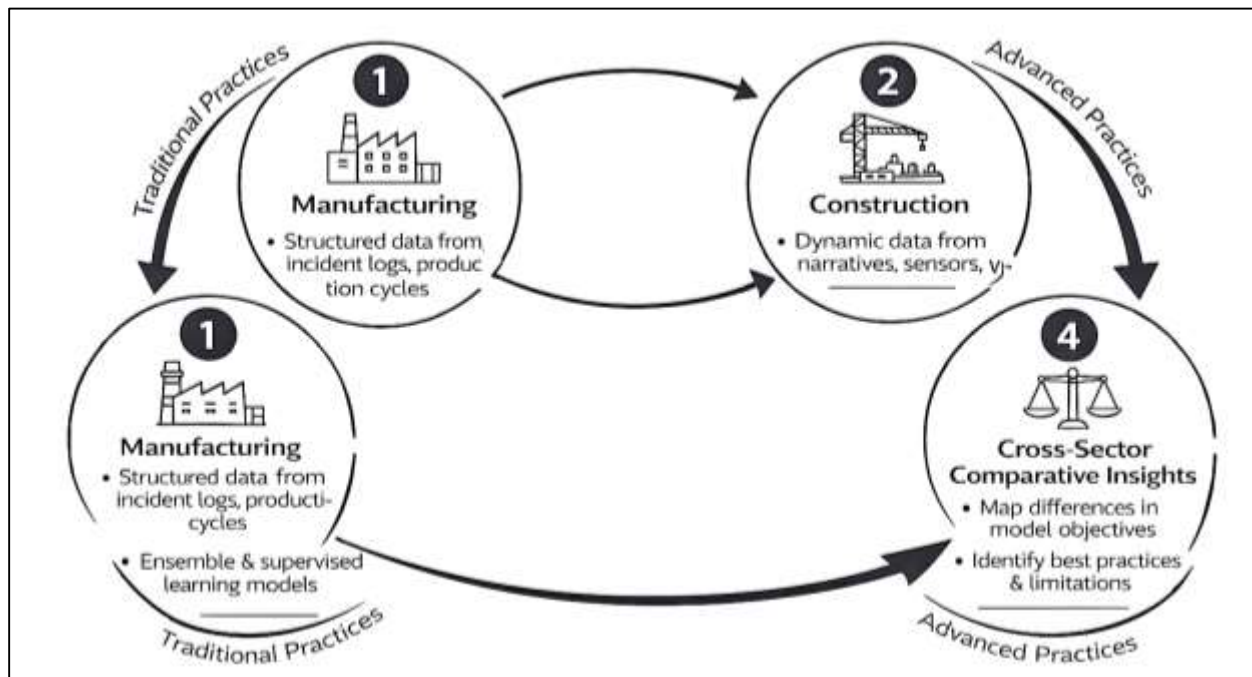 Traditional Practices
1
Manufacturing
• Structured data from
incident logs, produc
tion cycles
2
Construction
• Dynamic data from
narratives, sensors, vj-
Advanced Practices
1
Manufacturing
• Structured data from
incident logs, producti-
cycles
• Ensemble & supervised
learning models
Traditional Practices
4
Cross-Sector
Comparative Insights
• Map differences in
model objectives
• Identify best practices
& limitations
Advanced Practices